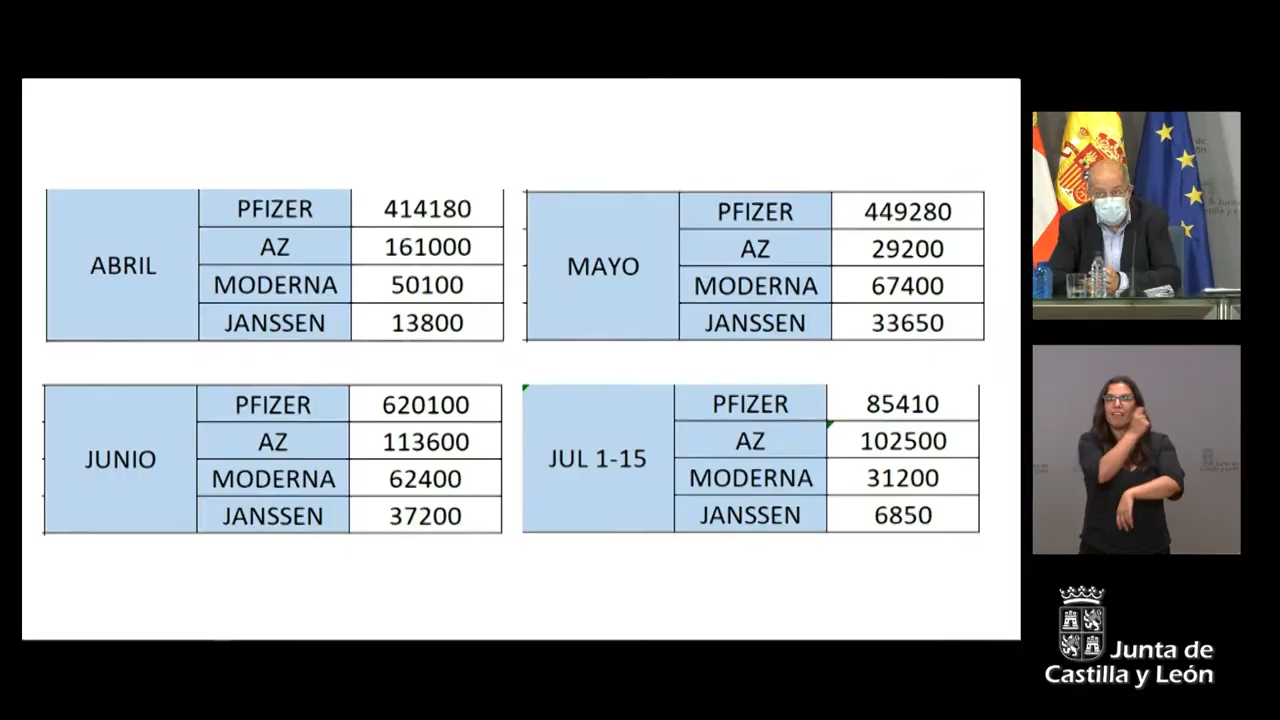 ABRIL
PFIZER 414180
AZ 161000
MODERNA 50100
JANSSEN 13800
MAYO
PFIZER 449280
AZ 29200
MODERNA 67400
JANSSEN 33650
JUNIO
PFIZER 620100
AZ 113600
MODERNA 62400
JANSSEN 37200
JUL 1-15
PFIZER 85410
AZ 102500
MODERNA 31200
JANSSEN 6850
Junta de
Castilla y León